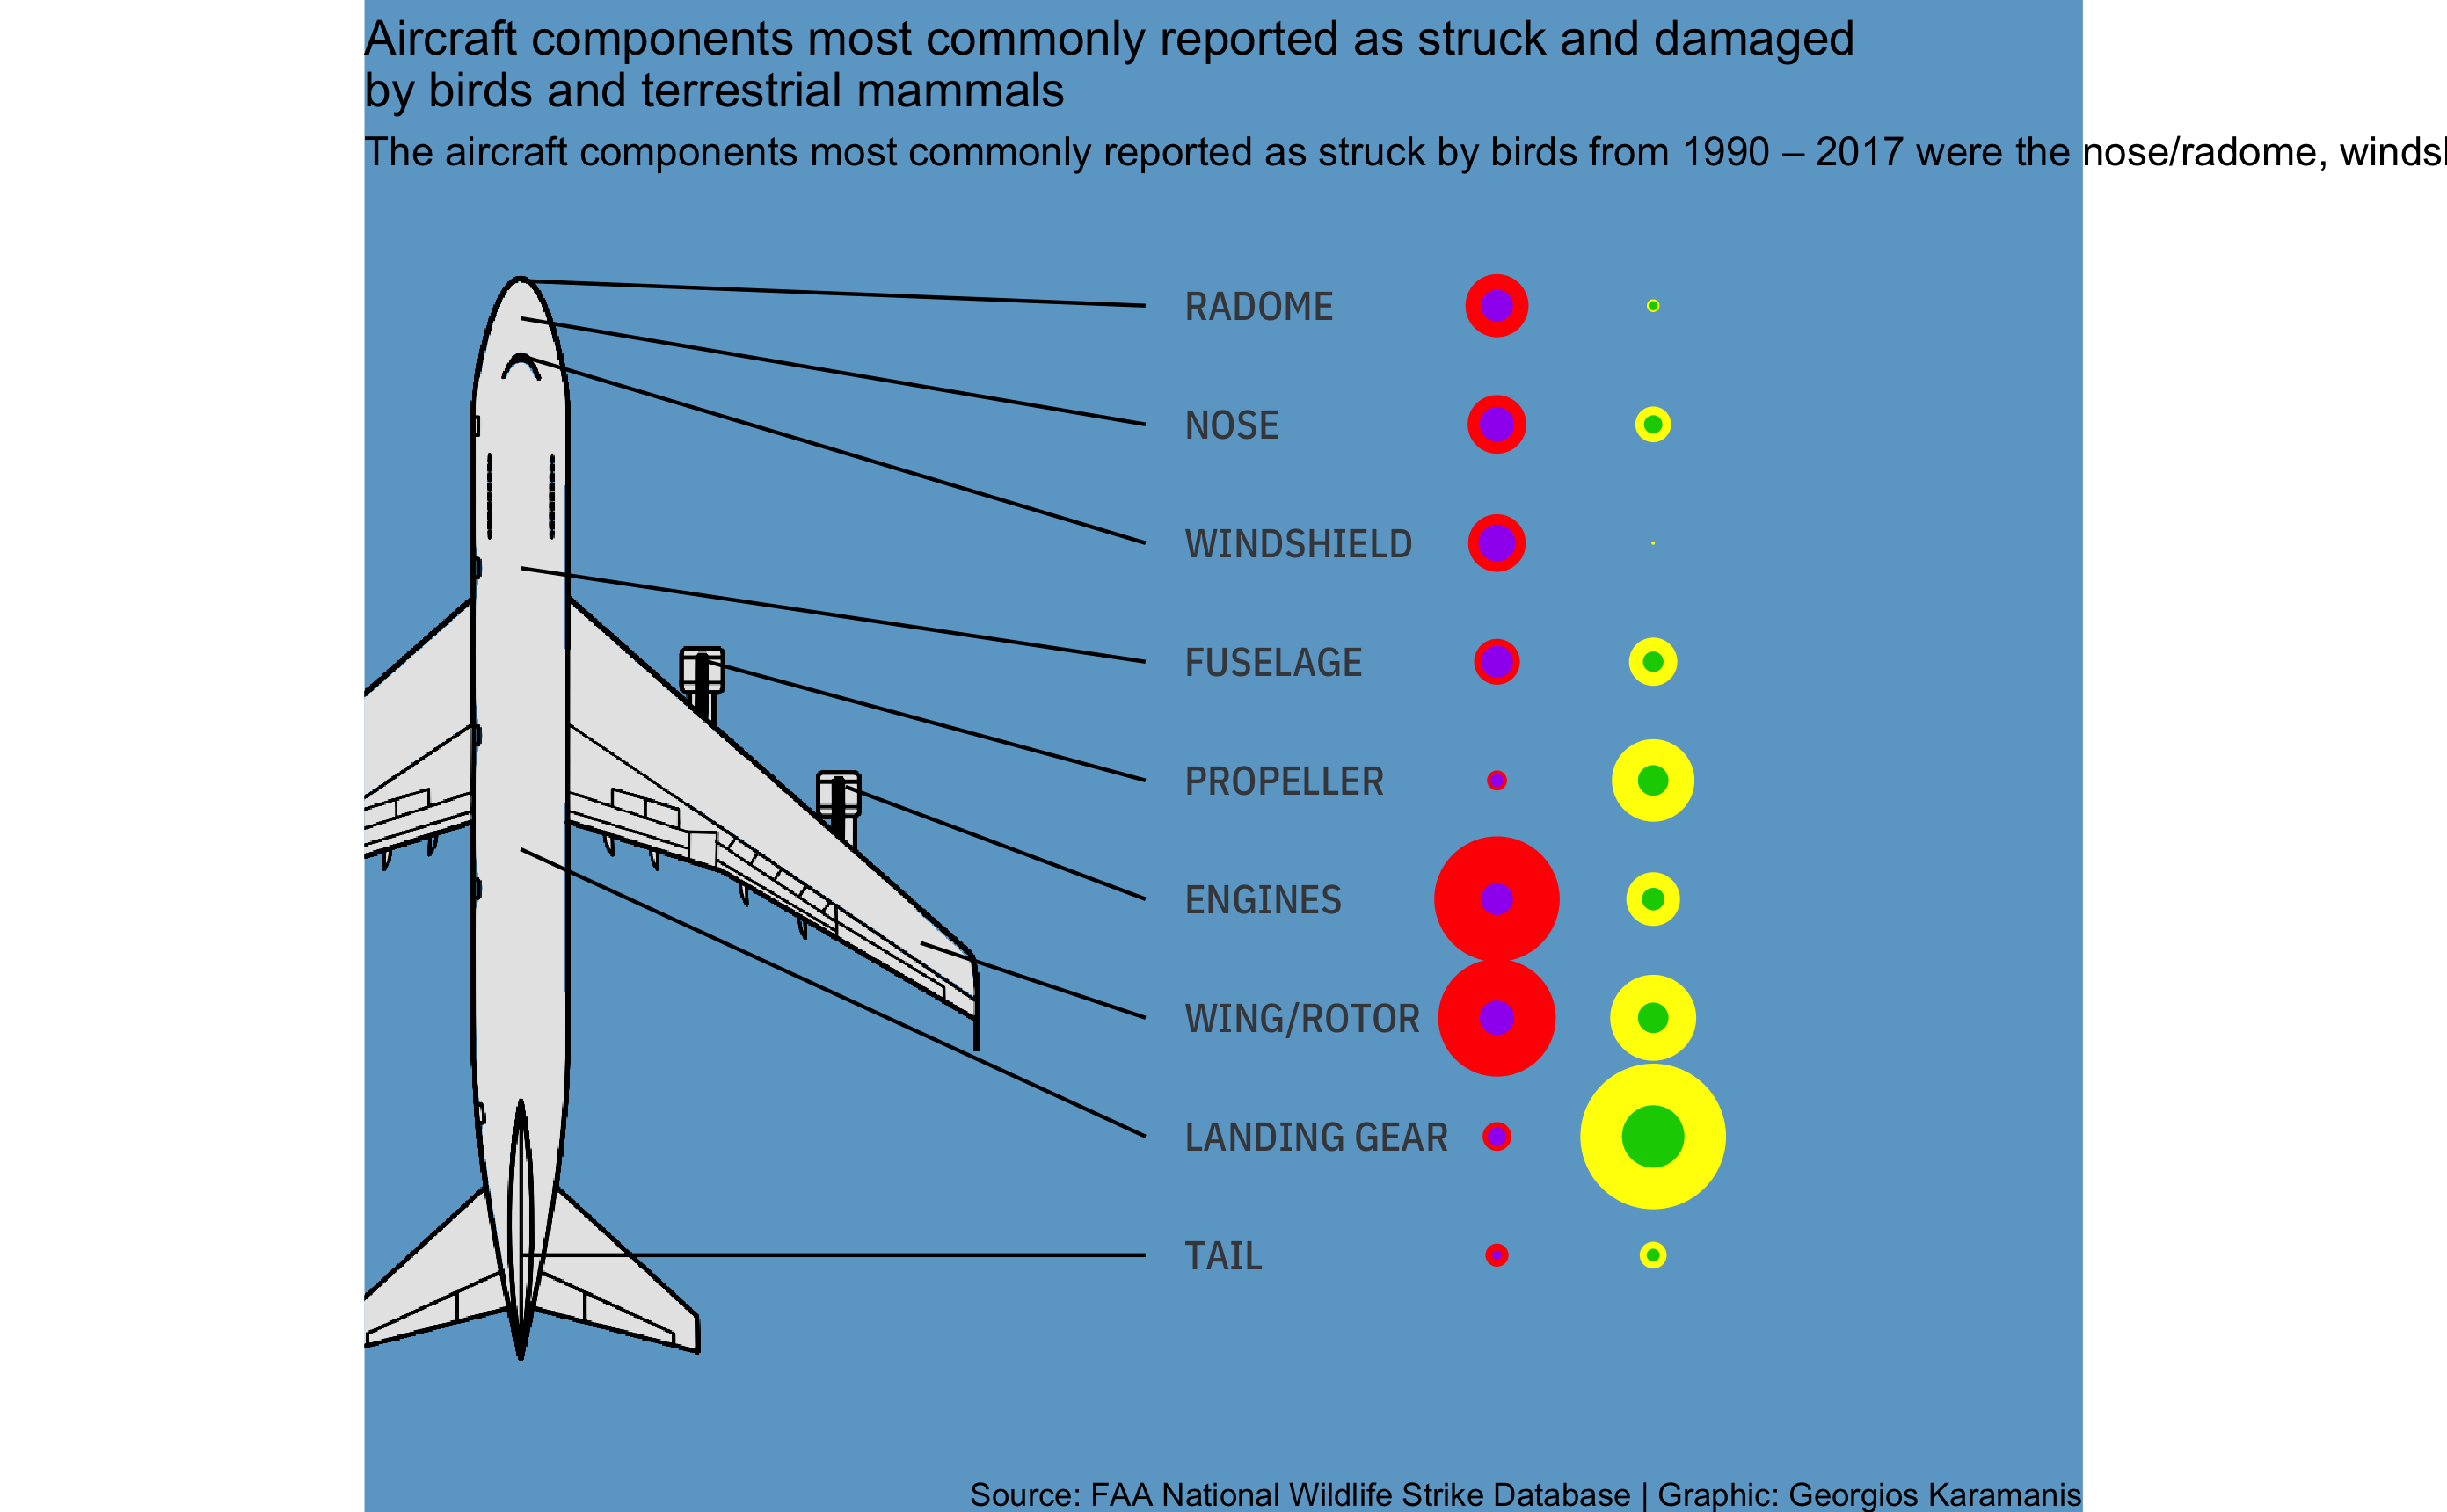 Aircraft components most commonly reported as struck and damaged
by birds and terrestrial mammals
The aircraft components most commonly reported as struck by birds from 1990 – 2017 were the nose/radome,
RADOME
NOSE
WINDSHIELD
FUSELAGE
PROPELLER
ENGINES
WING/ROTOR
LANDING GEAR
TAIL
Source: FAA National Wildlife Strike Database | Graphic: Georgios Karamanis